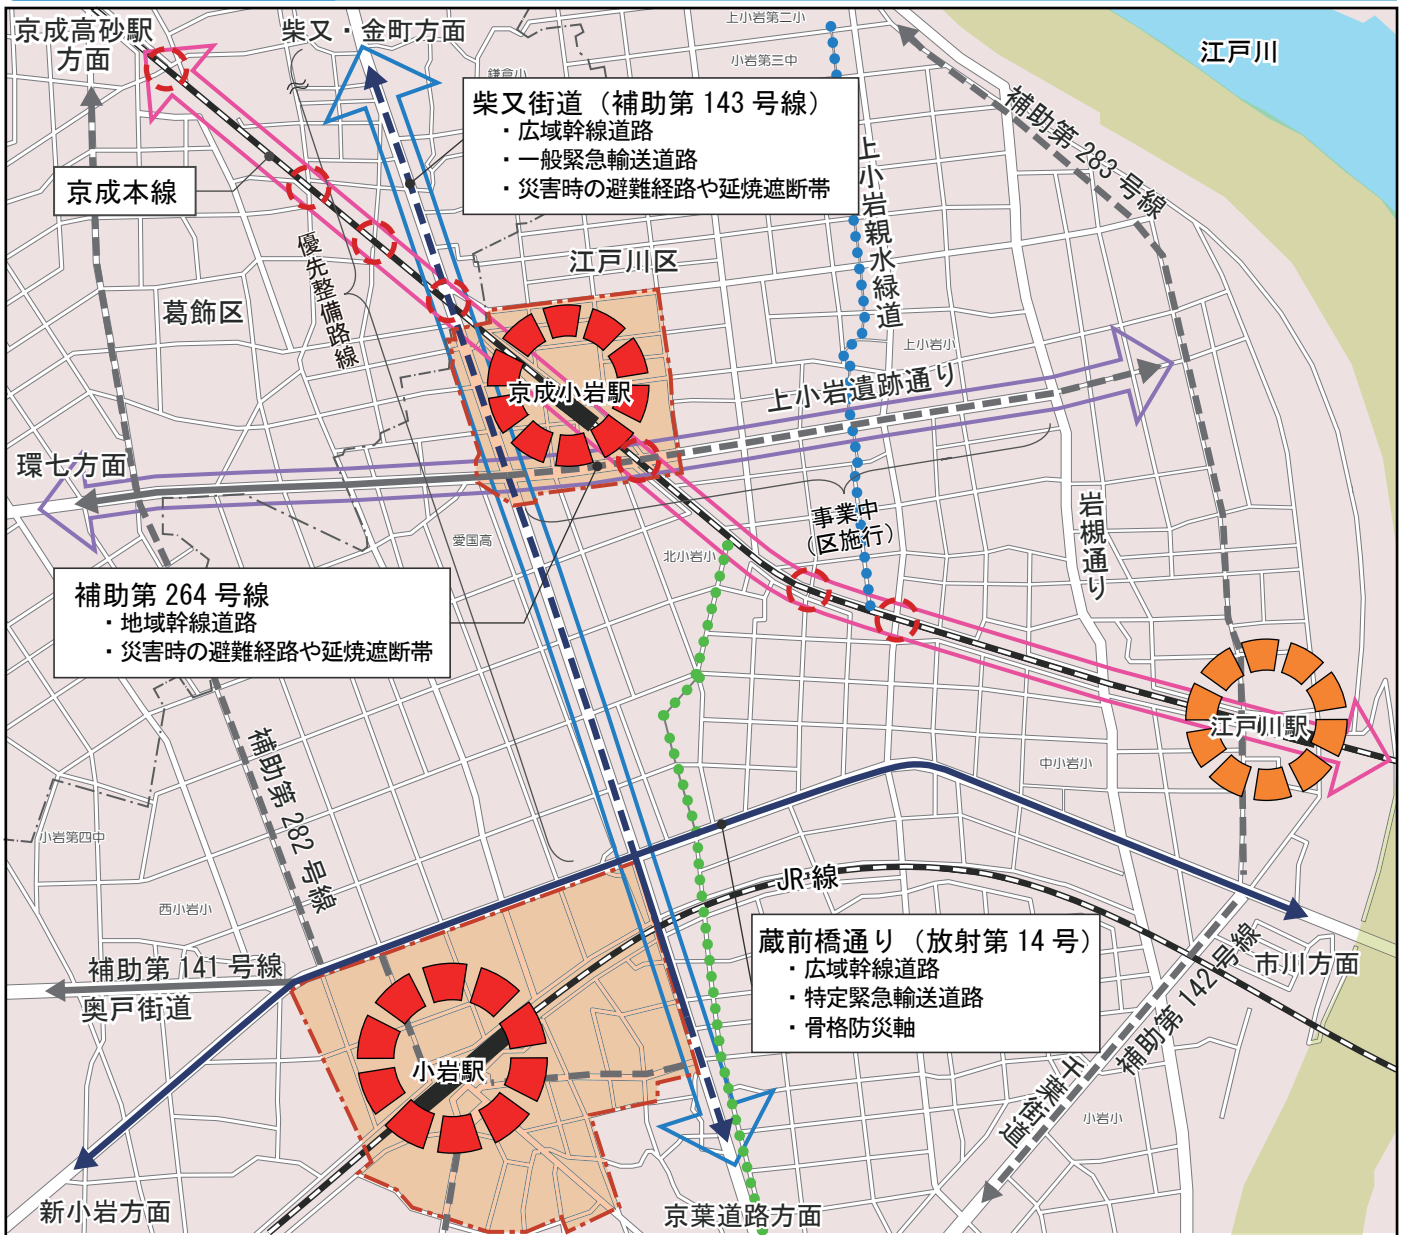 京成高砂駅
方面
柴又・金町方面
上小岩第二小
小岩第三中
鎌倉小
江戸川
柴又街道（補助第 143 号線）
・広域幹線道路
・一般緊急輸送道路
・災害時の避難経路や延焼遮断帯
補助第 283 号線
京成本線
上小岩親水緑道
優先整備路線
江戸川区
葛飾区
上小岩小
京成小岩駅
上小岩遺跡通り
環七方面
事業中
（区施行）
岩槻通り
愛国高
北小岩小
補助第 264 号線
・地域幹線道路
・災害時の避難経路や延焼遮断帯
江戸川駅
補助第 282 号線
中小岩小
小岩第四中
JR 線
西小岩小
蔵前橋通り（放射第 14 号）
・広域幹線道路
・特定緊急輸送道路
・骨格防災軸
補助第 141 号線
奥戸街道
市川方面
補助第 142 号線
千葉街道
小岩駅
小岩小
新小岩方面
京葉道路方面